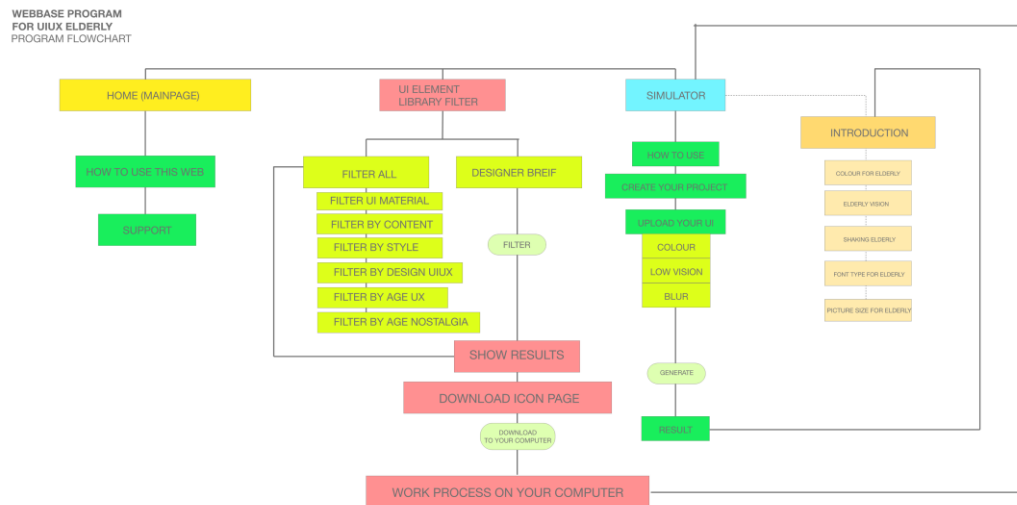 WEBBASE PROGRAM
FOR UIUX ELDERLY
PROGRAM FLOWCHART
HOME (MAINPAGE)
HOW TO USE THIS WEB
SUPPORT
UI ELEMENT
LIBRARY FILTER
FILTER ALL
FILTER UI MATERIAL
FILTER BY CONTENT
FILTER BY STYLE
FILTER BY DESIGN UIUX
FILTER BY AGE UX
FILTER BY AGE NOSTALGIA
DESIGNER BREIF
FILTER
SHOW RESULTS
DOWNLOAD ICON PAGE
DOWNLOAD
TO YOUR COMPUTER
WORK PROCESS ON YOUR COMPUTER
SIMULATOR
HOW TO USE
CREATE YOUR PROJECT
UPLOAD YOUR UI
COLOUR
LOW VISION
BLUR
GENERATE
RESULT
INTRODUCTION
COLOUR FOR ELDERLY
ELDERLY VISION
SHAKING ELDERLY
FONT TYPE FOR ELDERLY
PICTURE SIZE FOR ELDERLY